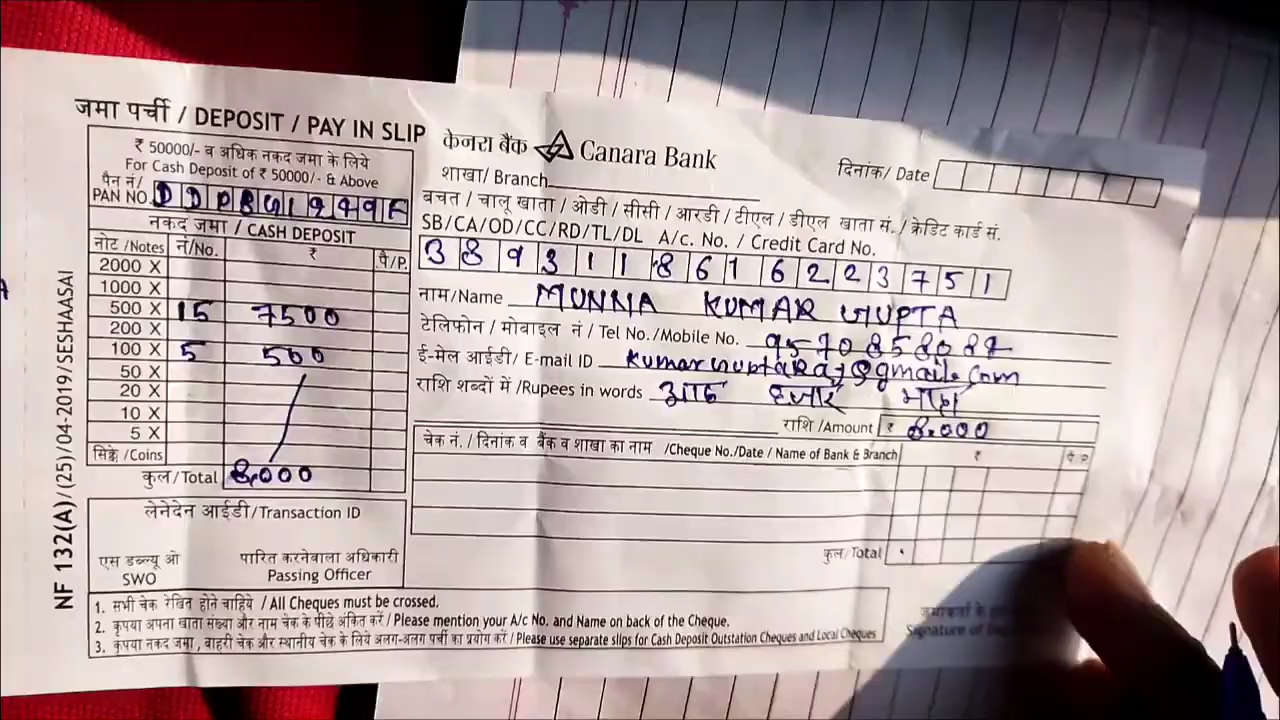 जमा पर्ची / DEPOSIT / PAY IN SLIP
₹ 50000/- व अधिक नकद जमा के लिये
For Cash Deposit of ₹ 50000/- & Above
पैन नं/
PAN NO.
नकद जमा / CASH DEPOSIT
नोट /Notes नं/No. ₹ पै/P.
2000 X
1000 X
500 X 15 7500
200 X
100 X 5 500
50 X
20 X
10 X
5 X
सिक्के /Coins
कुल/Total 8,000
लेनेदेन आईडी/Transaction ID
एस डब्ल्यू ओ
SWO
पारित करनेवाला अधिकारी
Passing Officer
केनरा बैंक Canara Bank
शाखा/ Branch
दिनांक/ Date
बचत / चालू खाता / ओडी / सीसी / आरडी / टीएल / डीएल खाता सं. / क्रेडिट कार्ड सं.
SB/CA/OD/CC/RD/TL/DL A/c. No. / Credit Card No.
3 8 9 3 1 1 8 6 1 6 2 2 3 7 5 1
नाम/Name MUNNA KUMAR GUPTA
टेलिफोन / मोबाइल नं / Tel No./Mobile No.
ई-मेल आईडी/ E-mail ID kumarguptaraj@gmail.com
राशि शब्दों में /Rupees in words आठ हजार मात्र
राशि /Amount ₹ 8,000
चेक नं. / दिनांक व बैंक व शाखा का नाम /Cheque No./Date / Name of Bank & Branch ₹ पै P
कुल/Total
1. सभी चेक रेखित होने चाहिये / All Cheques must be crossed.
2. कृपया अपना खाता संख्या और नाम चेक के पीछे अंकित करें / Please mention your A/c No. and Name on back of the Cheque.
3. कृपया नकद जमा, बाहरी चेक और स्थानीय चेक के लिये अलग-अलग पर्ची का प्रयोग करें / Please use separate slips for Cash Deposit Outstation Cheques and Local Cheques
Signature of
NF 132(A)/(25)/04-2019/SESHAASAI